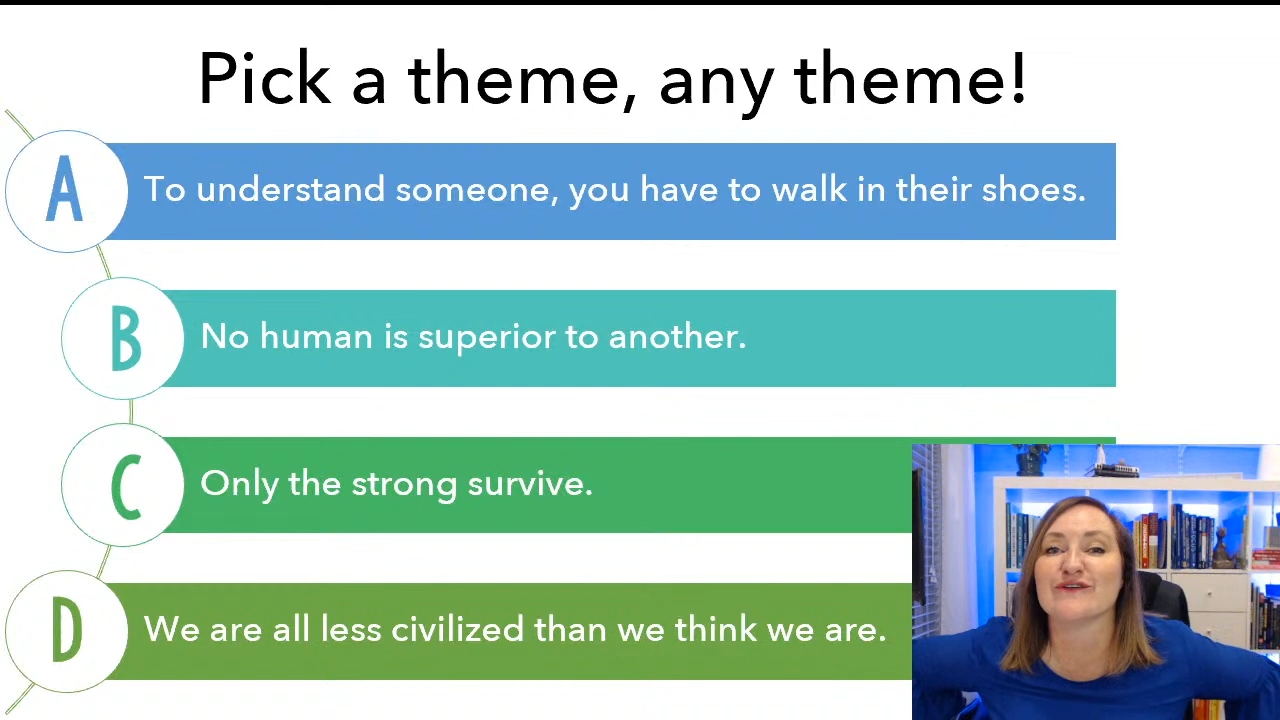 Pick a theme, any theme!
A
To understand someone, you have to walk in their shoes.
B
No human is superior to another.
C
Only the strong survive.
D
We are all less civilized than we think we are.